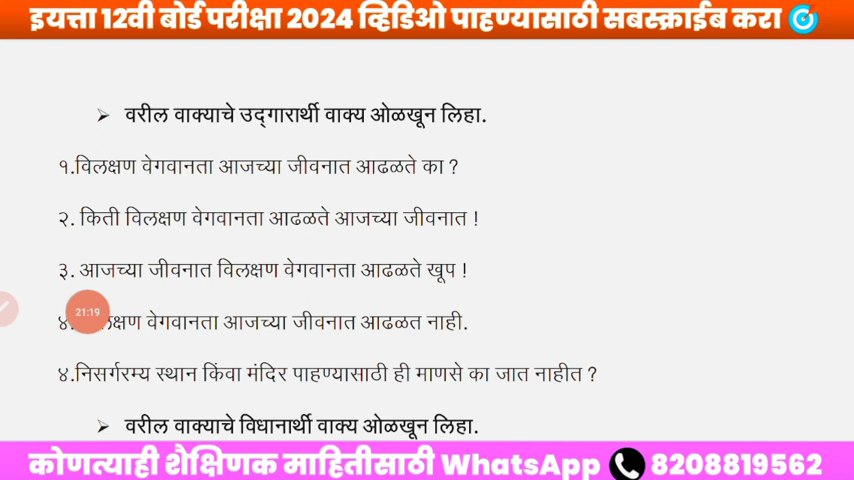 इयत्ता 12वी बोर्ड परीक्षा 2024 व्हिडिओ पाहण्यासाठी सबस्क्राईब करा
➢ वरील वाक्याचे उद्‌गारार्थी वाक्य ओळखून लिहा.
१.विलक्षण वेगवानता आजच्या जीवनात आढळते का ?
२. किती विलक्षण वेगवानता आढळते आजच्या जीवनात !
३. आजच्या जीवनात विलक्षण वेगवानता आढळते खूप !
21:19
४. वेगवानता आजच्या जीवनात आढळत नाही.
४.निसर्गरम्य स्थान किंवा मंदिर पाहण्यासाठी ही माणसे का जात नाहीत ?
➢ वरील वाक्याचे विधानार्थी वाक्य ओळखून लिहा.
कोणत्याही शैक्षिणक माहितीसाठी WhatsApp 8208819562